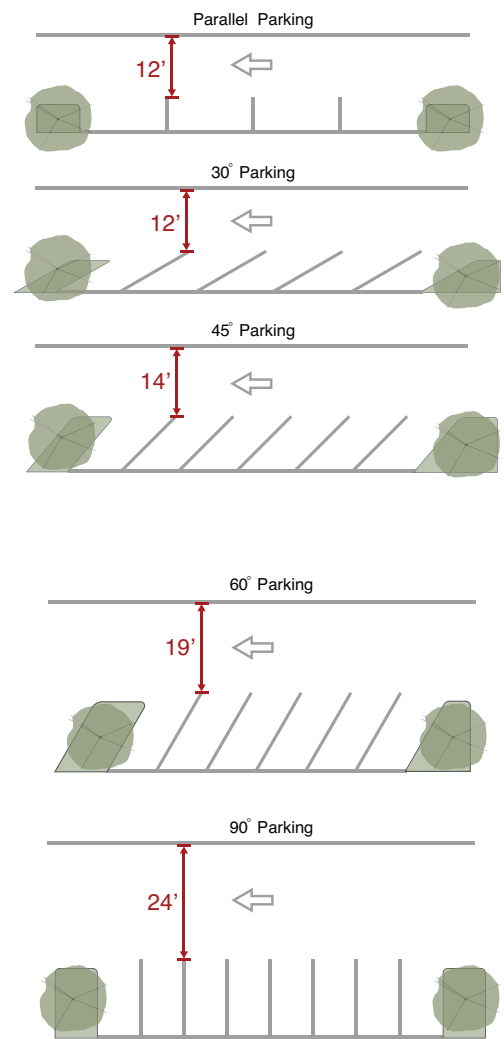 Parallel Parking
12’
30° Parking
12’
45° Parking
14’
60° Parking
19’
90° Parking
24’